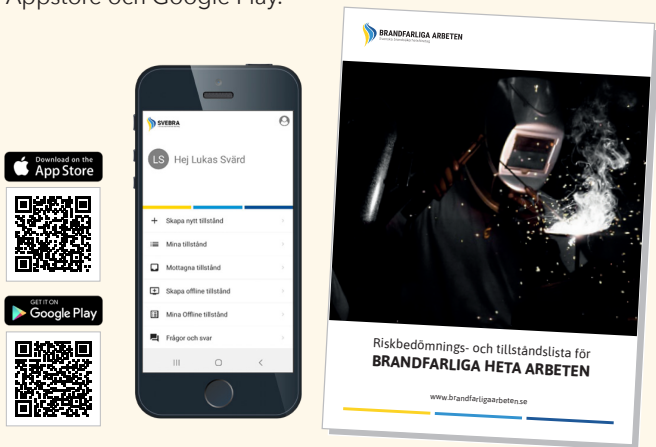 Appstore och Google Play.
BRANDFARLIGA ARBETEN
SVEBRA
LS Hej Lukas Svärd
Download on the
App Store
+ Skapa nytt tillstånd
Mina tillstånd
Mottagna tillstånd
Skapa offline tillstånd
Mina Offline tillstånd
Frågor och svar
GET IT ON
Google Play
Riskbedömnings- och tillståndslista för
BRANDFARLIGA HETA ARBETEN
www.brandfarligaarbeten.se